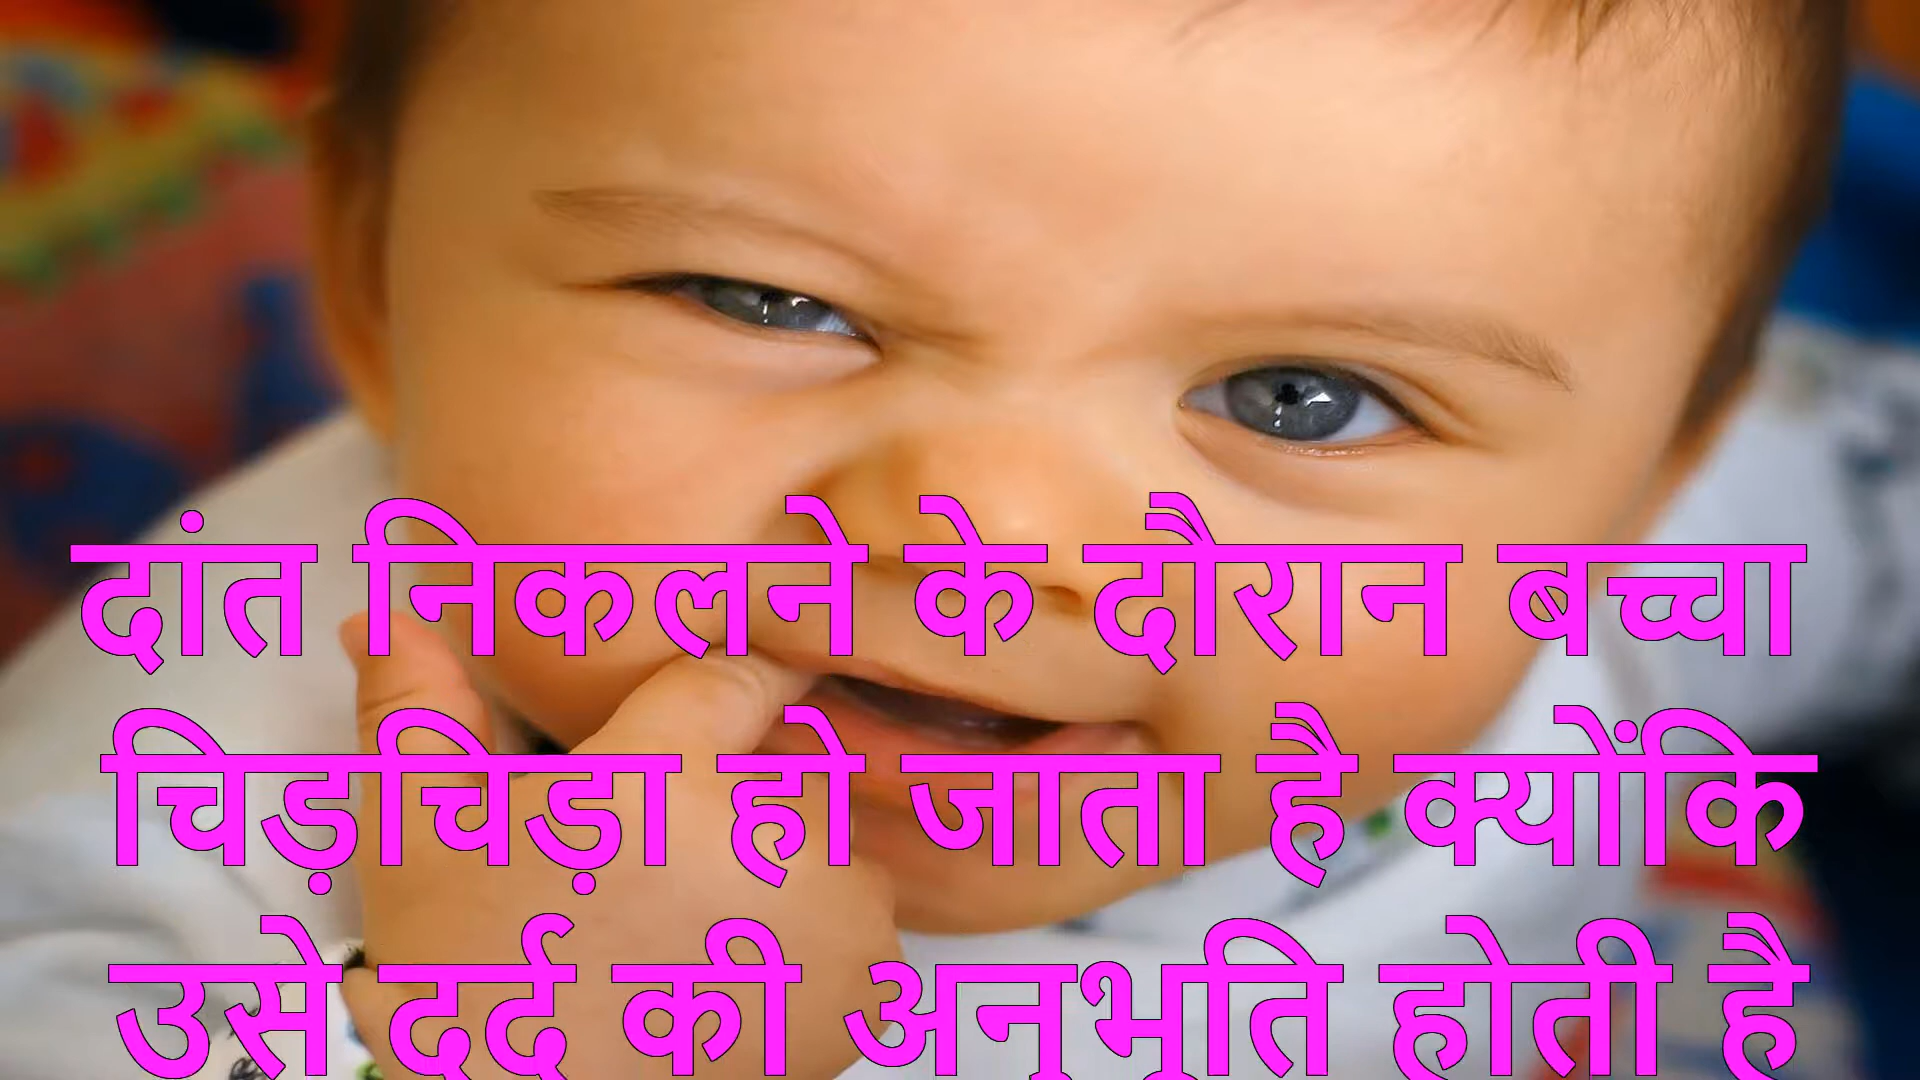 दांत निकलने के दौरान बच्चा
चिड़चिड़ा हो जाता है क्योंकि
उसे दर्द की अनुभूति होती है